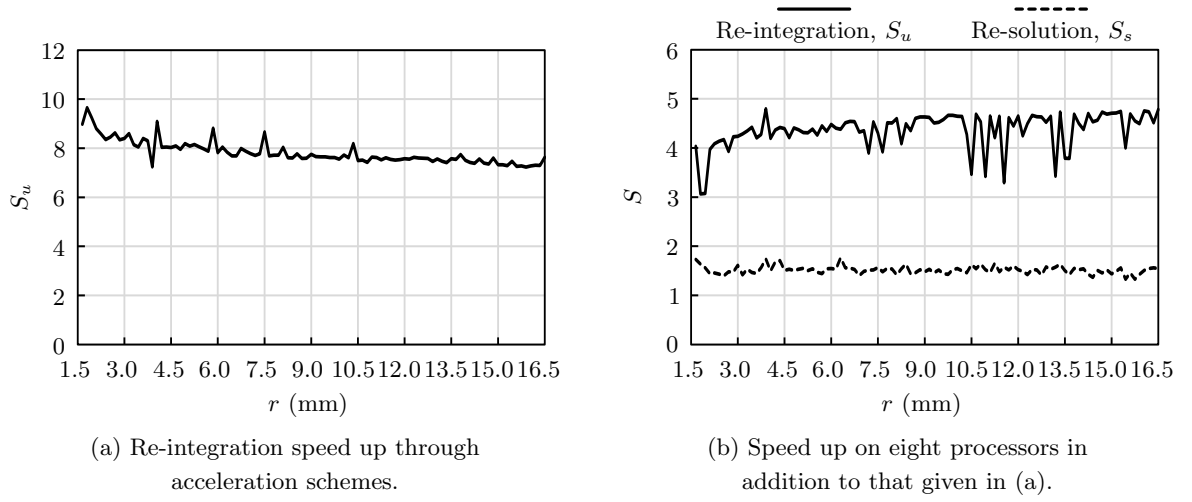 12
10
8
6
4
2
0
S_u
1.5 3.0 4.5 6.0 7.5 9.0 10.5 12.0 13.5 15.0 16.5
r (mm)
(a) Re-integration speed up through
acceleration schemes.
Re-integration, S_u Re-solution, S_s
6
5
4
3
2
1
0
S
1.5 3.0 4.5 6.0 7.5 9.0 10.5 12.0 13.5 15.0 16.5
r (mm)
(b) Speed up on eight processors in
addition to that given in (a).